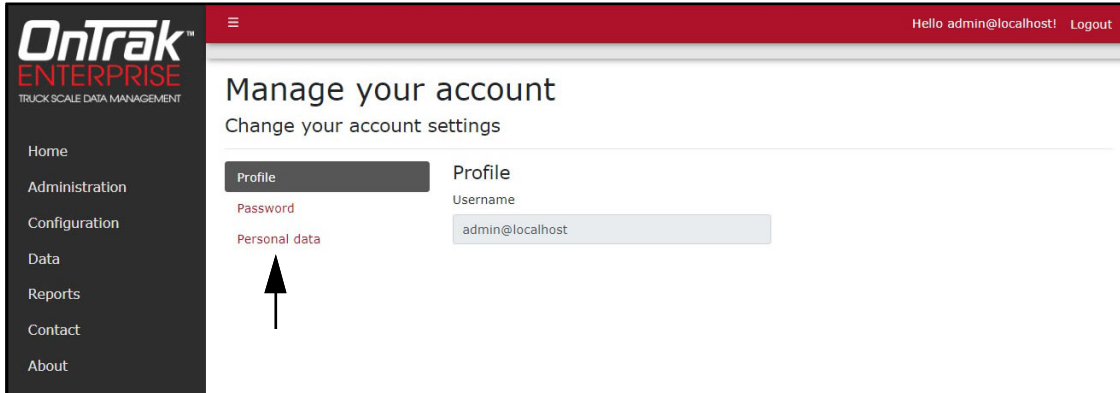 OnTrak™
ENTERPRISE
TRUCK SCALE DATA MANAGEMENT
☰
Hello admin@localhost! Logout
Manage your account
Change your account settings
Home
Administration
Configuration
Data
Reports
Contact
About
Profile
Password
Personal data
Profile
Username
admin@localhost